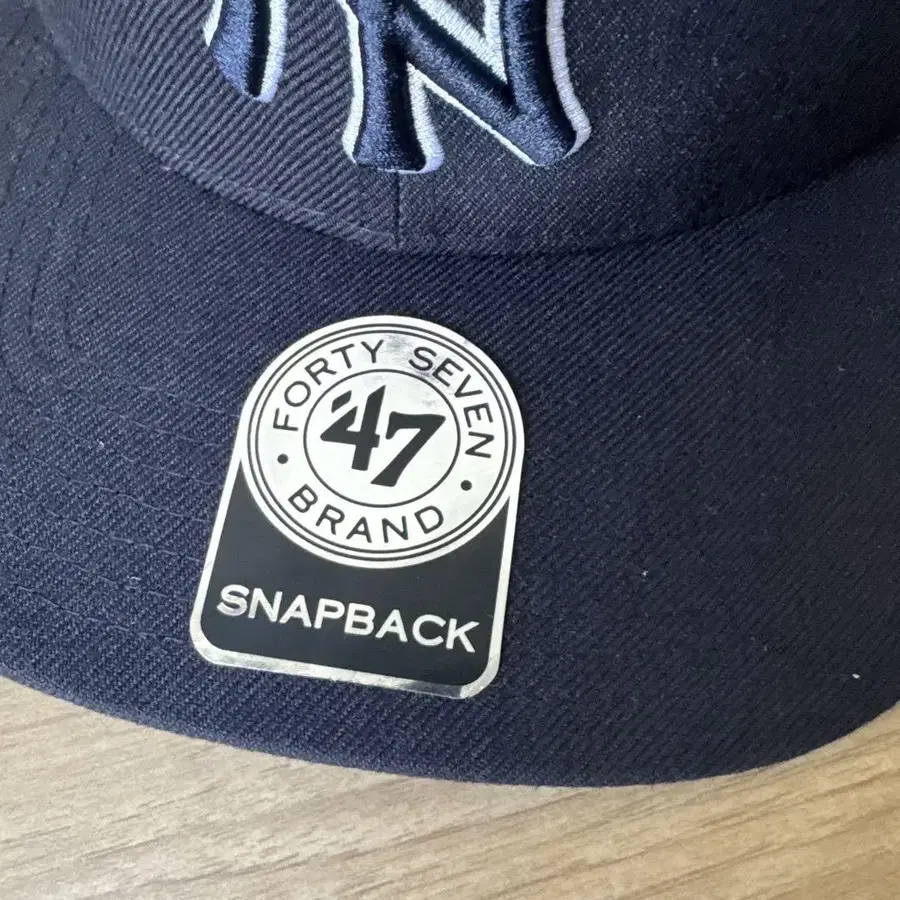 NY
FORTY SEVEN
'47
BRAND
SNAPBACK